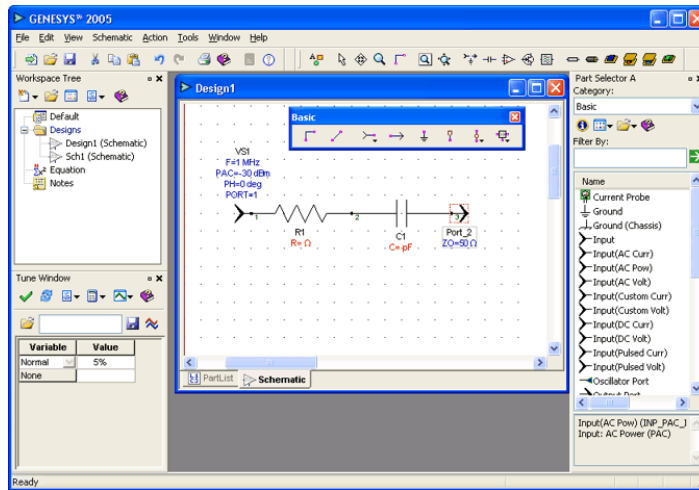 GENESYS™ 2005
File Edit View Schematic Action Tools Window Help
Workspace Tree
Default
Designs
Design1 (Schematic)
Sch1 (Schematic)
Equation
Notes
Tune Window
Variable Value
Normal 5%
None
Design1
Basic
VS1
F=1 MHz
PAC=-30 dBm
PH=0 deg
PORT=1
1 2 3
R1
R= Ω
C1
C= pF
Port_2
ZO=50 Ω
PartList Schematic
Part Selector A
Category:
Basic
Filter By:
Name
Current Probe
Ground
Ground (Chassis)
Input
Input(AC Curr)
Input(AC Pow)
Input(AC Volt)
Input(Custom Curr)
Input(Custom Volt)
Input(DC Curr)
Input(DC Volt)
Input(Pulsed Curr)
Input(Pulsed Volt)
Oscillator Port
Output Port
Input(AC Pow) (INP_PAC_
Input: AC Power (PAC)
Ready